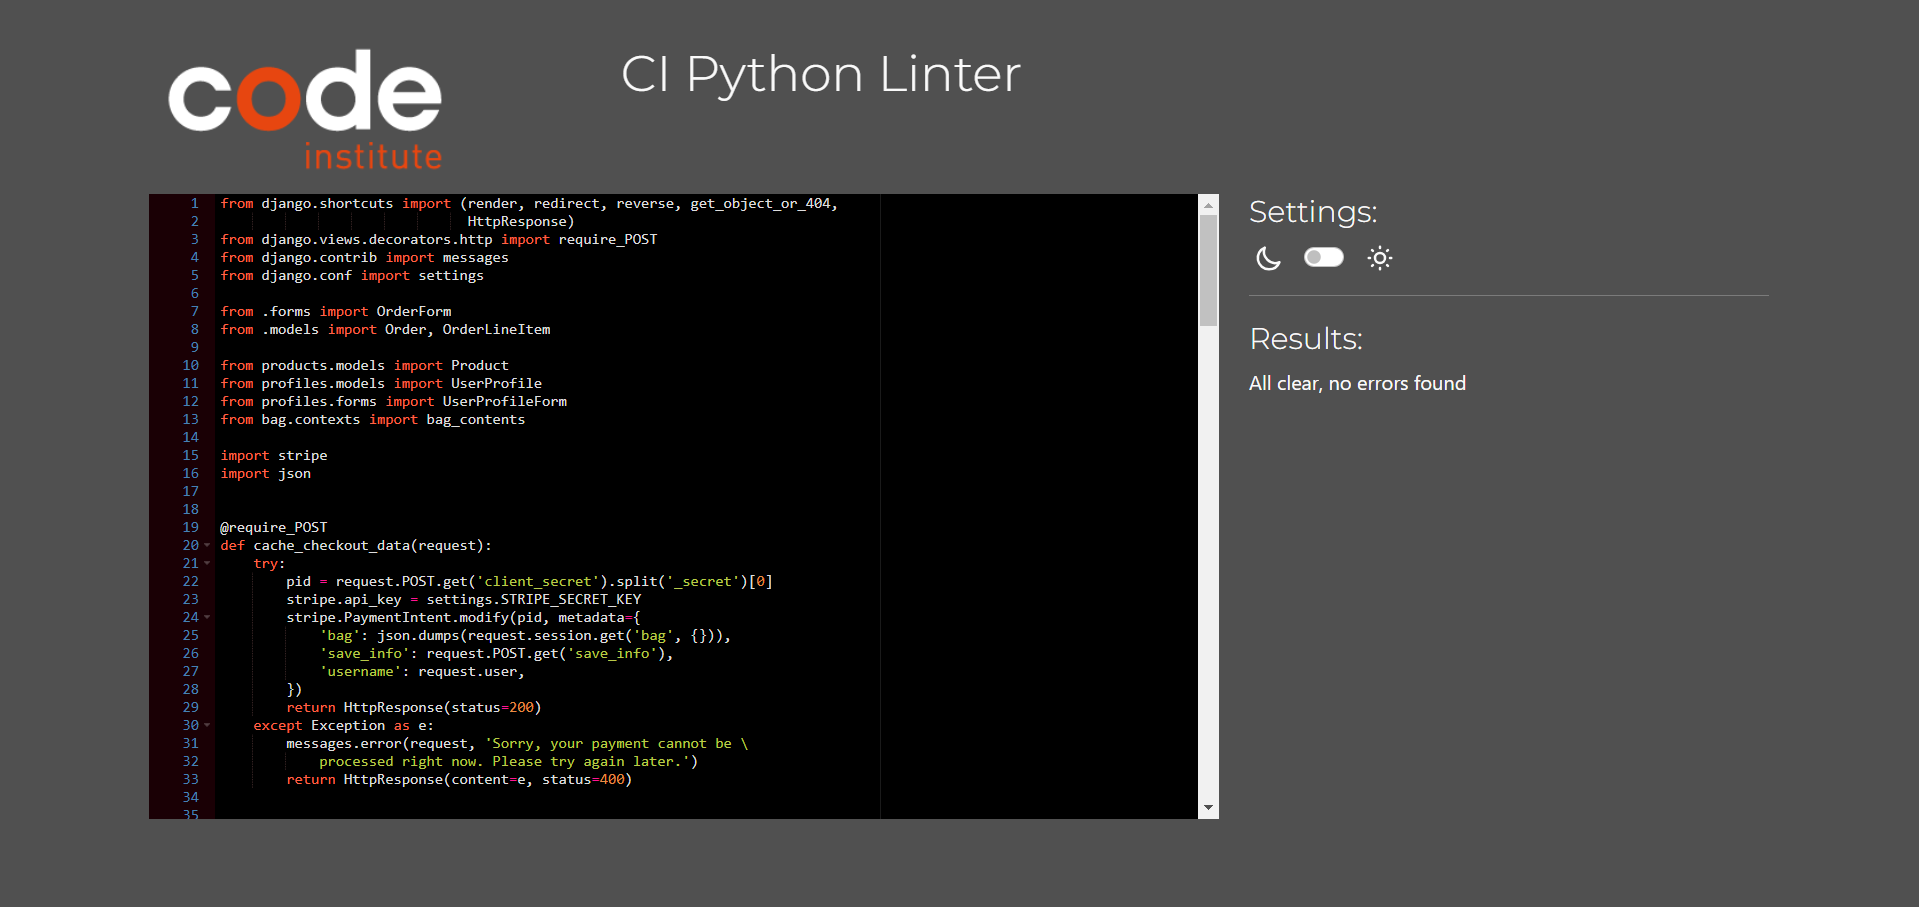 code
institute
CI Python Linter
1 from django.shortcuts import (render, redirect, reverse, get_object_or_404,
2 HttpResponse)
3 from django.views.decorators.http import require_POST
4 from django.contrib import messages
5 from django.conf import settings
6
7 from .forms import OrderForm
8 from .models import Order, OrderLineItem
9
10 from products.models import Product
11 from profiles.models import UserProfile
12 from profiles.forms import UserProfileForm
13 from bag.contexts import bag_contents
14
15 import stripe
16 import json
17
18
19 @require_POST
20 def cache_checkout_data(request):
21 try:
22 pid = request.POST.get('client_secret').split('_secret')[0]
23 stripe.api_key = settings.STRIPE_SECRET_KEY
24 stripe.PaymentIntent.modify(pid, metadata={
25 'bag': json.dumps(request.session.get('bag', {})),
26 'save_info': request.POST.get('save_info'),
27 'username': request.user,
28 })
29 return HttpResponse(status=200)
30 except Exception as e:
31 messages.error(request, 'Sorry, your payment cannot be \
32 processed right now. Please try again later.')
33 return HttpResponse(content=e, status=400)
34
35
Settings:
Results:
All clear, no errors found